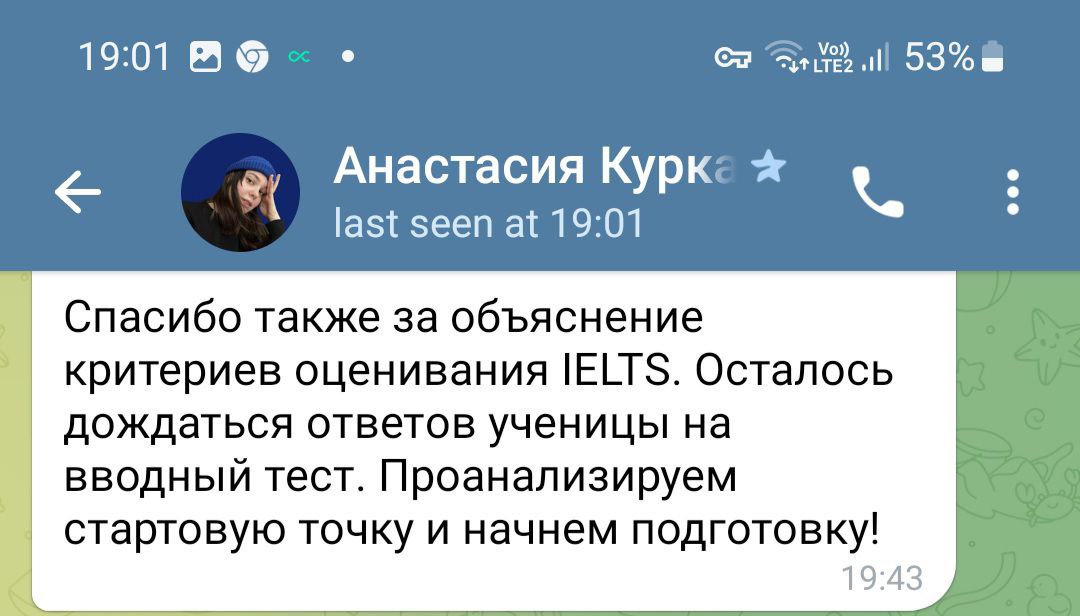 19:01
Vo))
LTE2
53%
Анастасия Курка
last seen at 19:01
Спасибо также за объяснение
критериев оценивания IELTS. Осталось
дождаться ответов ученицы на
вводный тест. Проанализируем
стартовую точку и начнем подготовку!
19:43